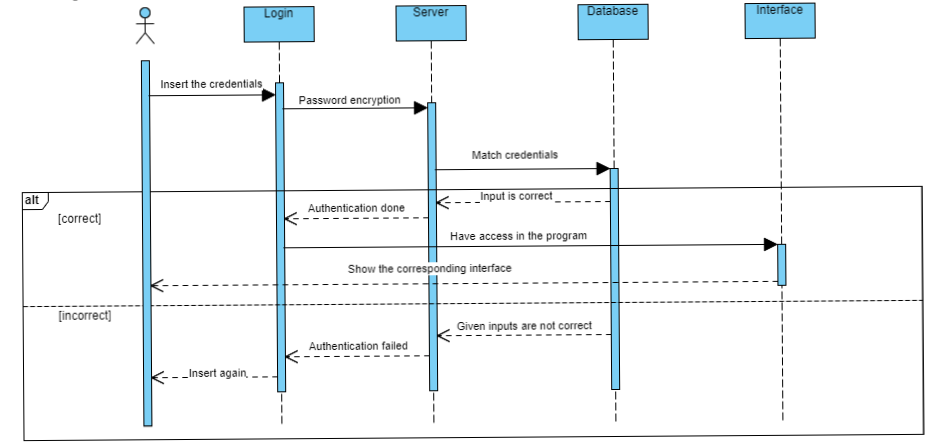 Login
Server
Database
Interface
Insert the credentials
Password encryption
Match credentials
alt
Input is correct
Authentication done
[correct]
Have access in the program
Show the corresponding interface
[incorrect]
Given inputs are not correct
Authentication failed
Insert again